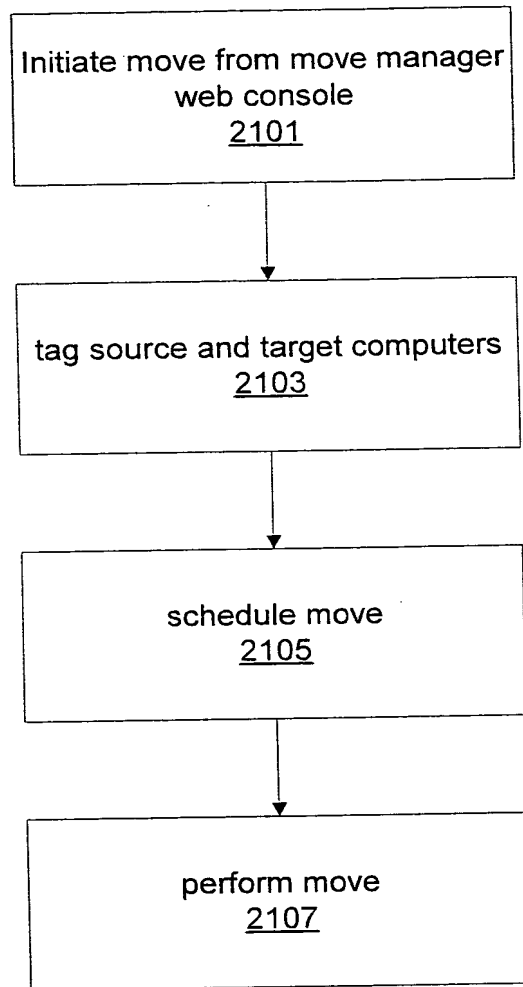 Initiate move from move manager
web console
2101
tag source and target computers
2103
schedule move
2105
perform move
2107